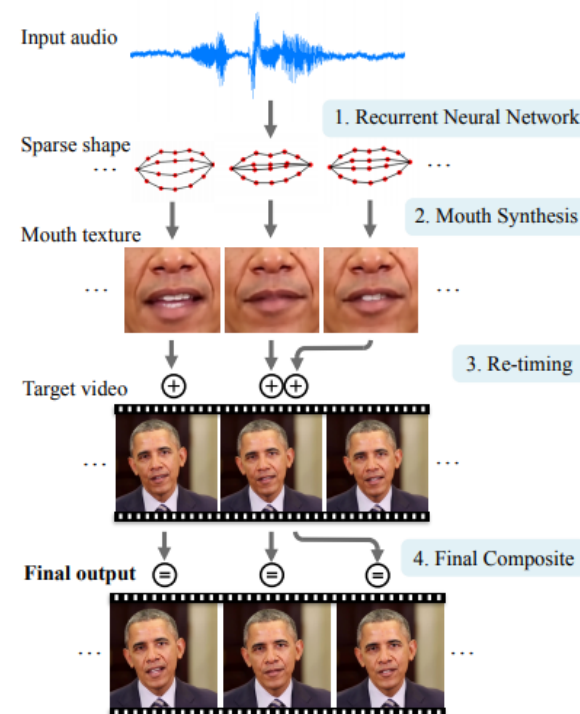 Input audio
1. Recurrent Neural Network
Sparse shape
... ...
2. Mouth Synthesis
Mouth texture
... ...
3. Re-timing
Target video
+ + +
... ...
4. Final Composite
Final output = = =
... ...